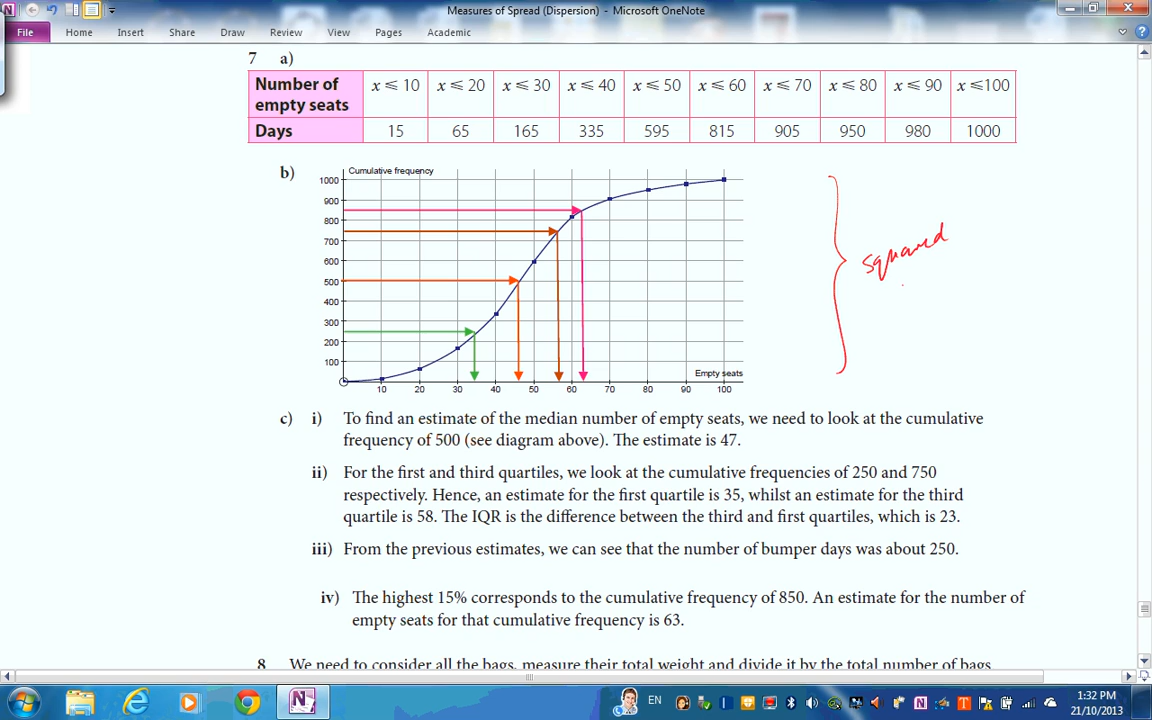 Measures of Spread (Dispersion) - Microsoft OneNote
File Home Insert Share Draw Review View Pages Academic
7 a)
Number of empty seats x ⩽ 10 x ⩽ 20 x ⩽ 30 x ⩽ 40 x ⩽ 50 x ⩽ 60 x ⩽ 70 x ⩽ 80 x ⩽ 90 x ⩽100
Days 15 65 165 335 595 815 905 950 980 1000
b)
Cumulative frequency
1000
900
800
700
600
500
400
300
200
100
Empty seats
10 20 30 40 50 60 70 80 90 100
squared
c) i) To find an estimate of the median number of empty seats, we need to look at the cumulative
frequency of 500 (see diagram above). The estimate is 47.
ii) For the first and third quartiles, we look at the cumulative frequencies of 250 and 750
respectively. Hence, an estimate for the first quartile is 35, whilst an estimate for the third
quartile is 58. The IQR is the difference between the third and first quartiles, which is 23.
iii) From the previous estimates, we can see that the number of bumper days was about 250.
iv) The highest 15% corresponds to the cumulative frequency of 850. An estimate for the number of
empty seats for that cumulative frequency is 63.
8 We need to consider all the bags, measure their total weight and divide it by the total number of bags
EN
1:32 PM
21/10/2013